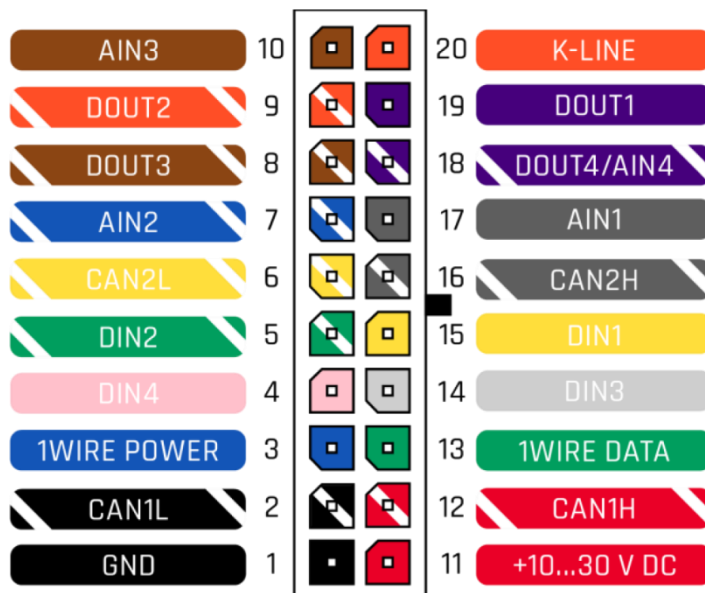 AIN3 10 20 K-LINE
DOUT2 9 19 DOUT1
DOUT3 8 18 DOUT4/AIN4
AIN2 7 17 AIN1
CAN2L 6 16 CAN2H
DIN2 5 15 DIN1
DIN4 4 14 DIN3
1WIRE POWER 3 13 1WIRE DATA
CAN1L 2 12 CAN1H
GND 1 11 +10...30 V DC